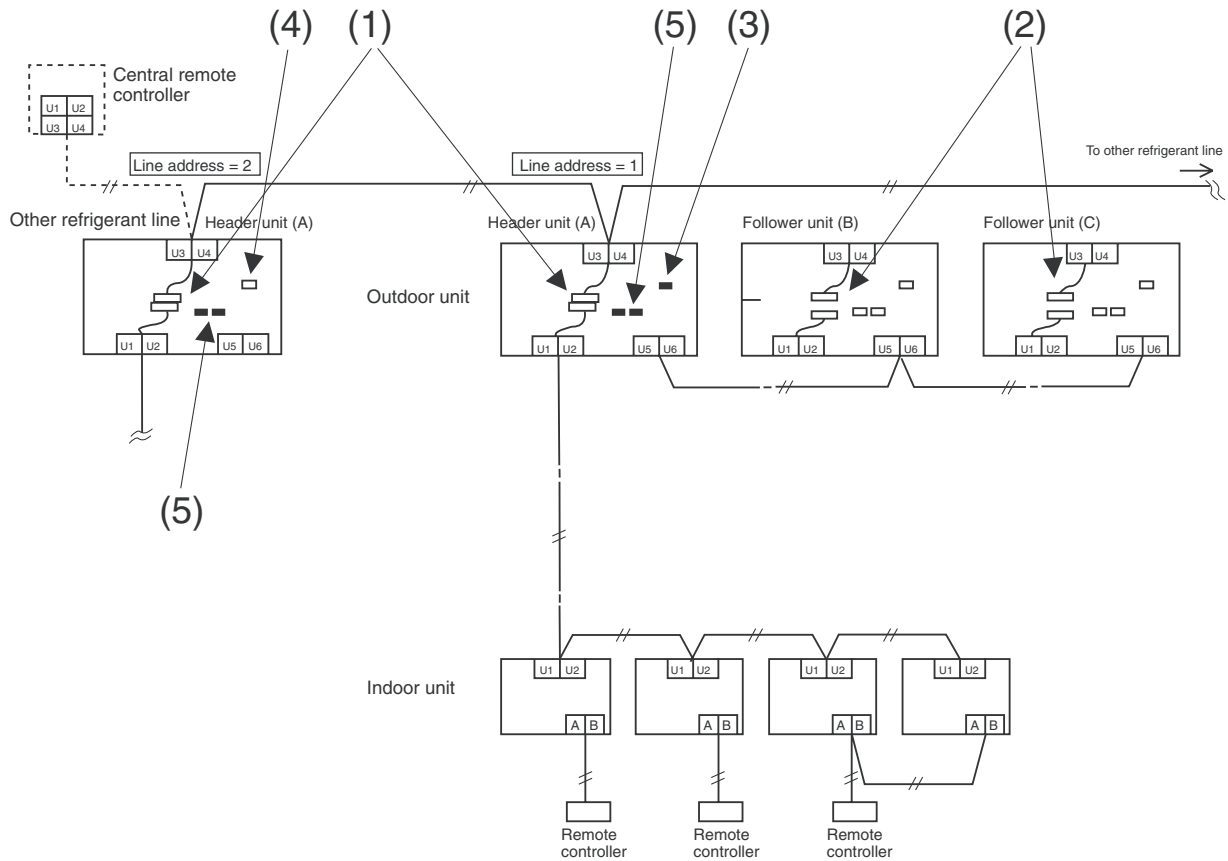 (4) (1) (5) (3) (2)
Central remote
controller
U1 U2
U3 U4
Line address = 2
Line address = 1
To other refrigerant line
Other refrigerant line
Header unit (A)
Header unit (A)
Follower unit (B)
Follower unit (C)
U3 U4
U3 U4
U3 U4
U3 U4
Outdoor unit
U1 U2 U5 U6
U1 U2 U5 U6
U1 U2 U5 U6
U1 U2 U5 U6
(5)
Indoor unit
U1 U2
U1 U2
U1 U2
U1 U2
A B
A B
A B
A B
Remote
controller
Remote
controller
Remote
controller